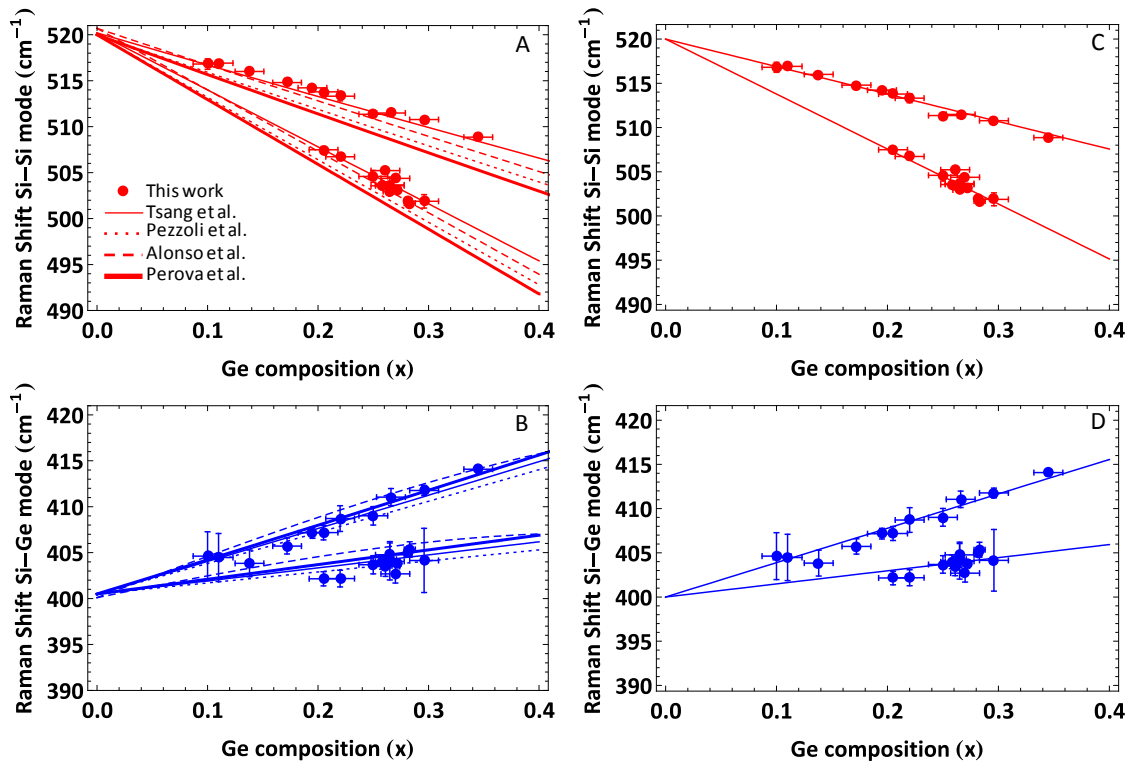 A
Raman Shift Si−Si mode (cm⁻¹)
520
515
510
505
500
495
490
This work
Tsang et al.
Pezzoli et al.
Alonso et al.
Perova et al.
0.0 0.1 0.2 0.3 0.4
Ge composition (x)
C
Raman Shift Si−Si mode (cm⁻¹)
520
515
510
505
500
495
490
0.0 0.1 0.2 0.3 0.4
Ge composition (x)
B
Raman Shift Si−Ge mode (cm⁻¹)
420
415
410
405
400
395
390
0.0 0.1 0.2 0.3 0.4
Ge composition (x)
D
Raman Shift Si−Ge mode (cm⁻¹)
420
415
410
405
400
395
390
0.0 0.1 0.2 0.3 0.4
Ge composition (x)